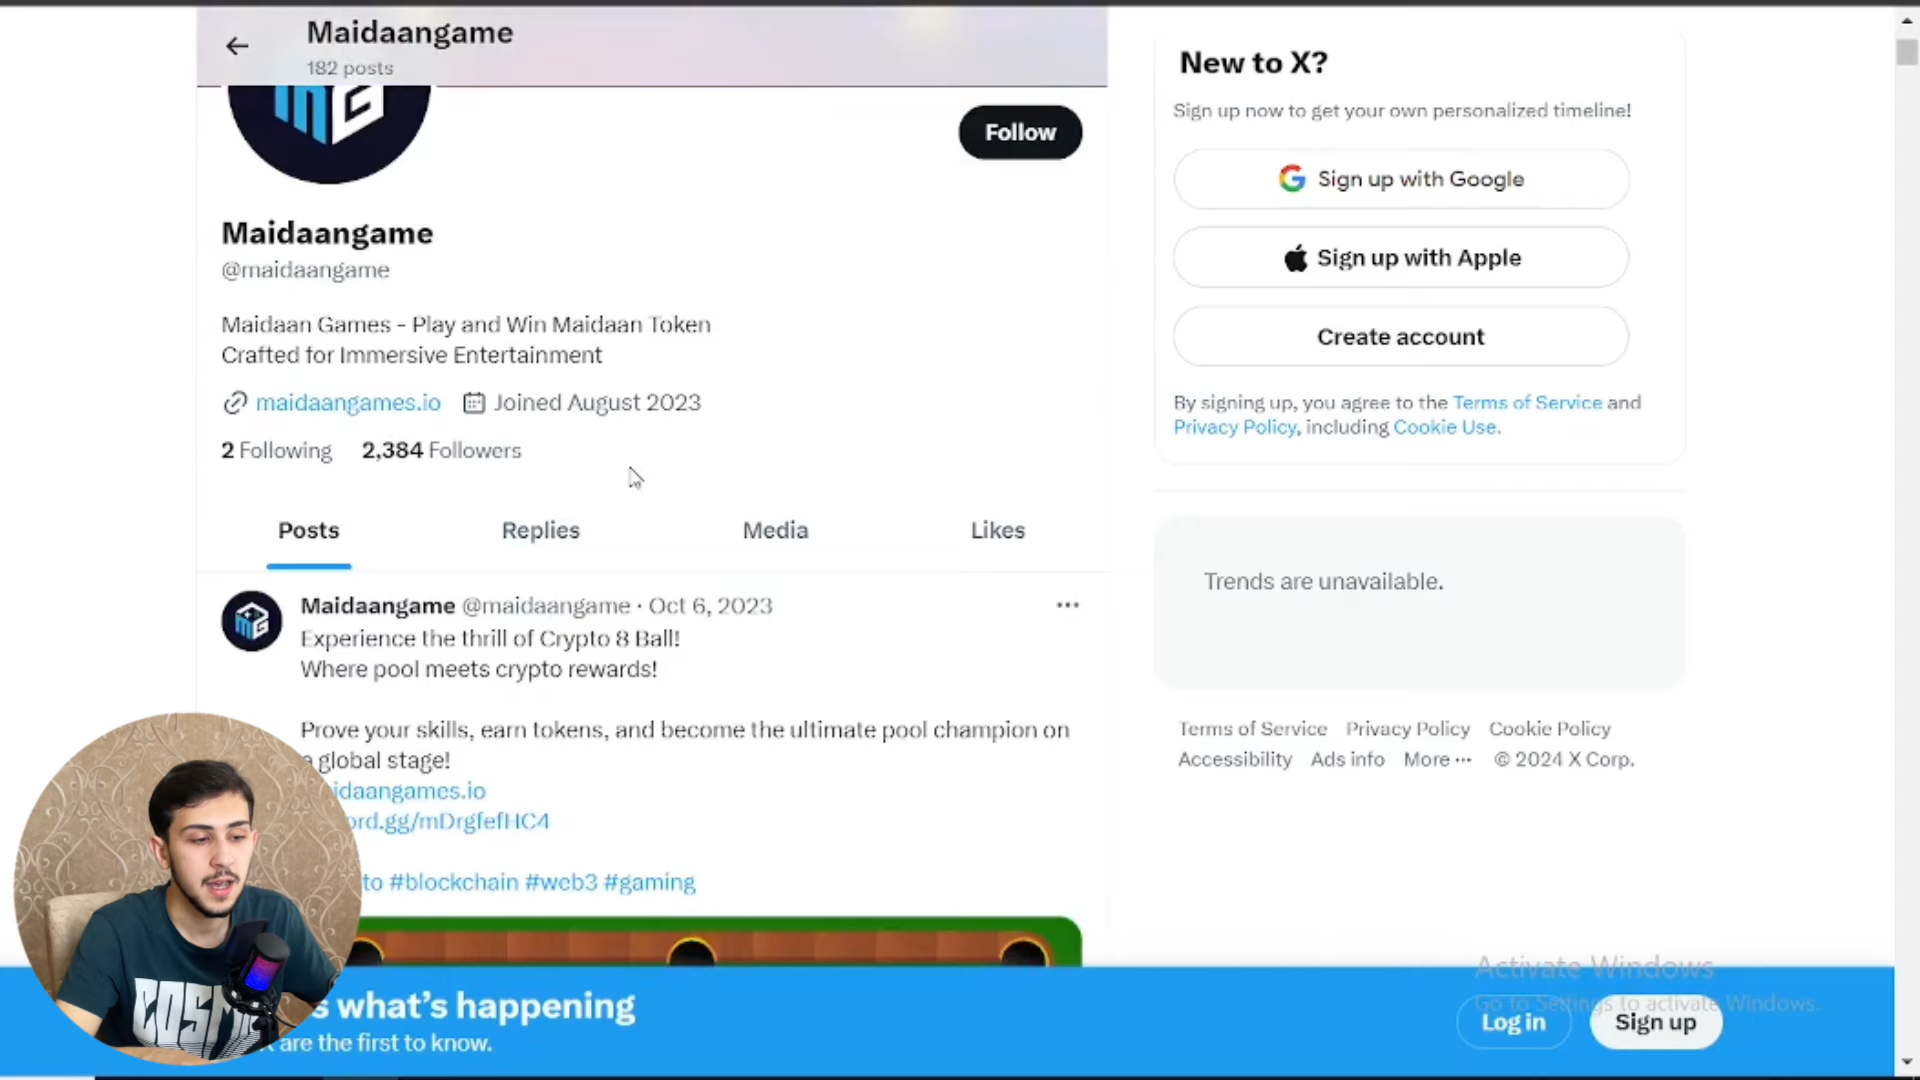 Maidaangame
182 posts
Follow
Maidaangame
@maidaangame
Maidaan Games - Play and Win Maidaan Token
Crafted for Immersive Entertainment
maidaangames.io Joined August 2023
2 Following 2,384 Followers
Posts Replies Media Likes
Maidaangame @maidaangame · Oct 6, 2023
Experience the thrill of Crypto 8 Ball!
Where pool meets crypto rewards!
Prove your skills, earn tokens, and become the ultimate pool champion on
a global stage!
idaangames.io
ord.gg/mDrgfefHC4
to #blockchain #web3 #gaming
New to X?
Sign up now to get your own personalized timeline!
Sign up with Google
Sign up with Apple
Create account
By signing up, you agree to the Terms of Service and
Privacy Policy, including Cookie Use.
Trends are unavailable.
Terms of Service Privacy Policy Cookie Policy
Accessibility Ads info More ··· © 2024 X Corp.
Activate Windows
Go to Settings to activate Windows.
s what's happening
are the first to know.
Log in Sign up